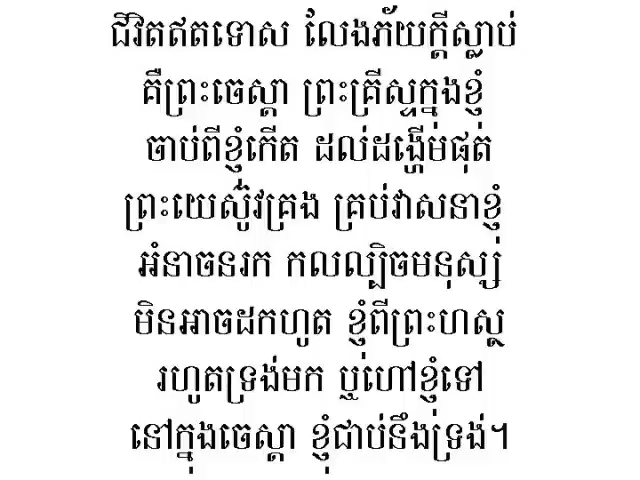 ជីវិតឥតទោស លែងភ័យក្ដីស្លាប់
គឺព្រះចេស្ដា ព្រះគ្រីស្ទក្នុងខ្ញុំ
ចាប់ពីខ្ញុំកើត ដល់ដង្ហើមផុត
ព្រះយេស៊ូវគ្រង គ្រប់វាសនាខ្ញុំ
អំនាចនរក កលល្បិចមនុស្ស
មិនអាចដកហូត ខ្ញុំពីព្រះហស្ត
រហូតទ្រង់មក ឬហៅខ្ញុំទៅ
នៅក្នុងចេស្ដា ខ្ញុំជាប់នឹងទ្រង់។